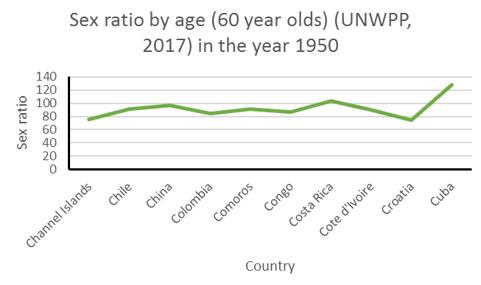 Sex ratio by age (60 year olds) (UNWPP,
2017) in the year 1950
140
120
100
80
60
40
20
0
Sex ratio
Channel Islands
Chile
China
Colombia
Comoros
Congo
Costa Rica
Cote d'Ivoire
Croatia
Cuba
Country